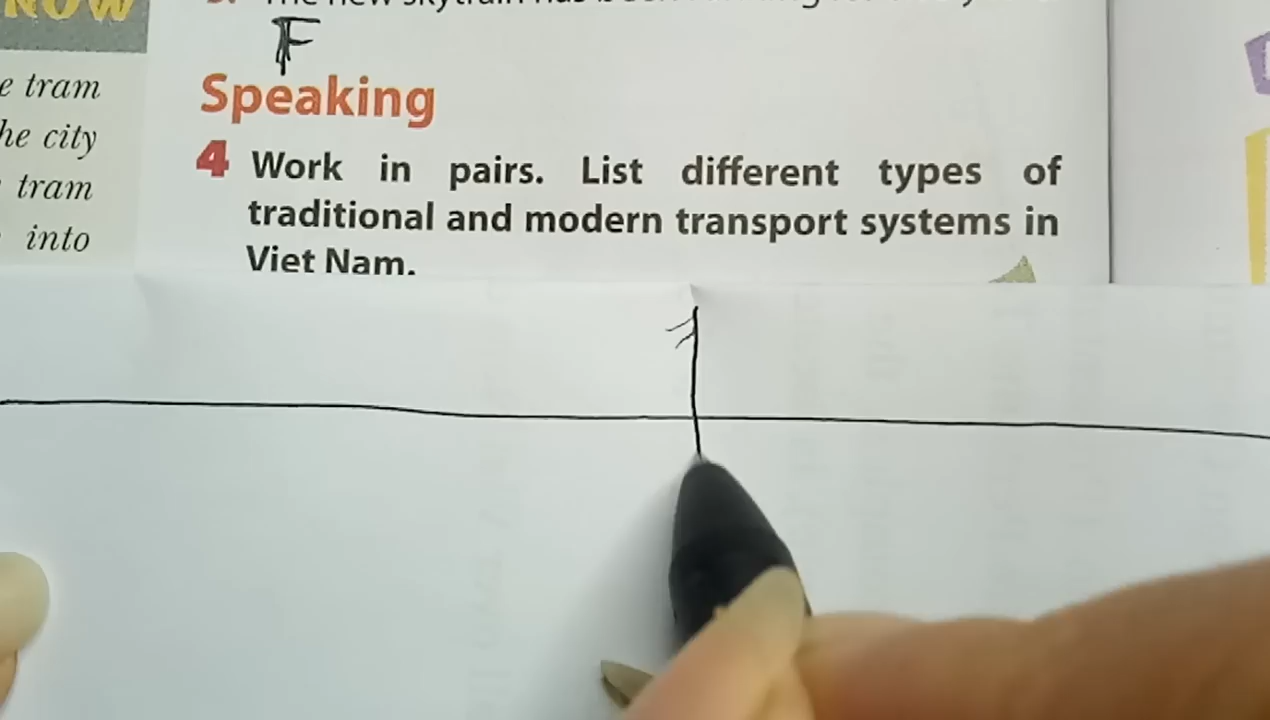 NOW
e tram
he city
tram
into
F
Speaking
4 Work in pairs. List different types of
traditional and modern transport systems in
Viet Nam.